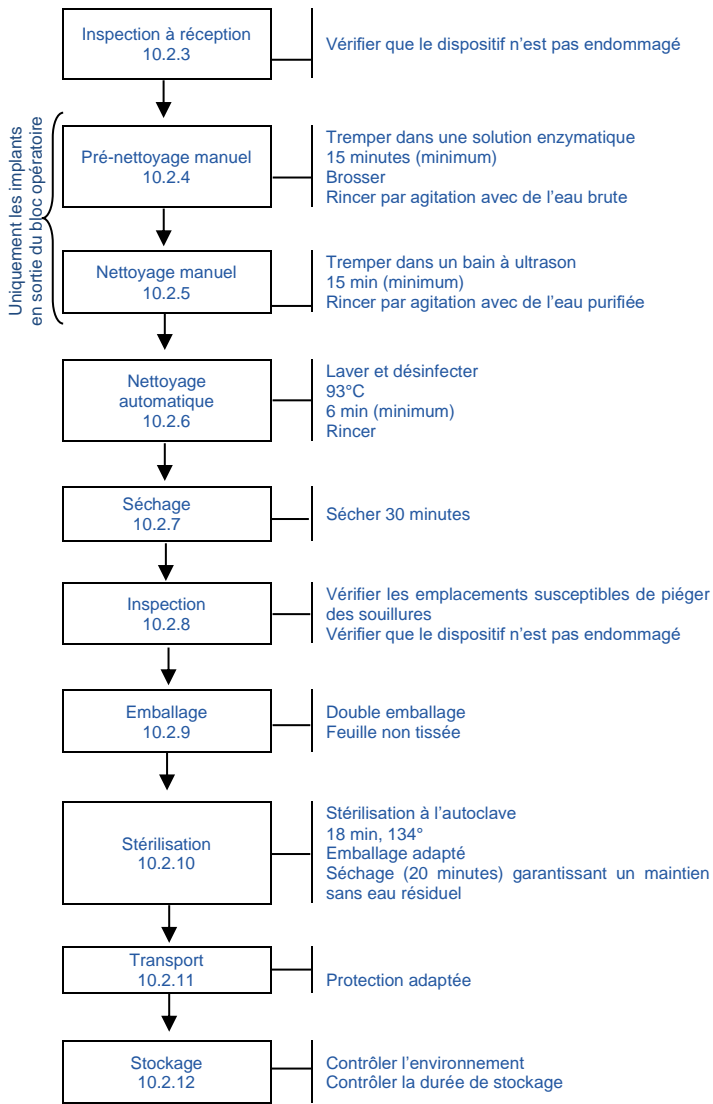 Inspection à réception
10.2.3
Vérifier que le dispositif n'est pas endommagé
Uniquement les implants
en sortie du bloc opératoire
Pré-nettoyage manuel
10.2.4
Tremper dans une solution enzymatique
15 minutes (minimum)
Brosser
Rincer par agitation avec de l'eau brute
Nettoyage manuel
10.2.5
Tremper dans un bain à ultrason
15 min (minimum)
Rincer par agitation avec de l'eau purifiée
Nettoyage
automatique
10.2.6
Laver et désinfecter
93°C
6 min (minimum)
Rincer
Séchage
10.2.7
Sécher 30 minutes
Inspection
10.2.8
Vérifier les emplacements susceptibles de piéger
des souillures
Vérifier que le dispositif n'est pas endommagé
Emballage
10.2.9
Double emballage
Feuille non tissée
Stérilisation
10.2.10
Stérilisation à l'autoclave
18 min, 134°
Emballage adapté
Séchage (20 minutes) garantissant un maintien
sans eau résiduel
Transport
10.2.11
Protection adaptée
Stockage
10.2.12
Contrôler l'environnement
Contrôler la durée de stockage